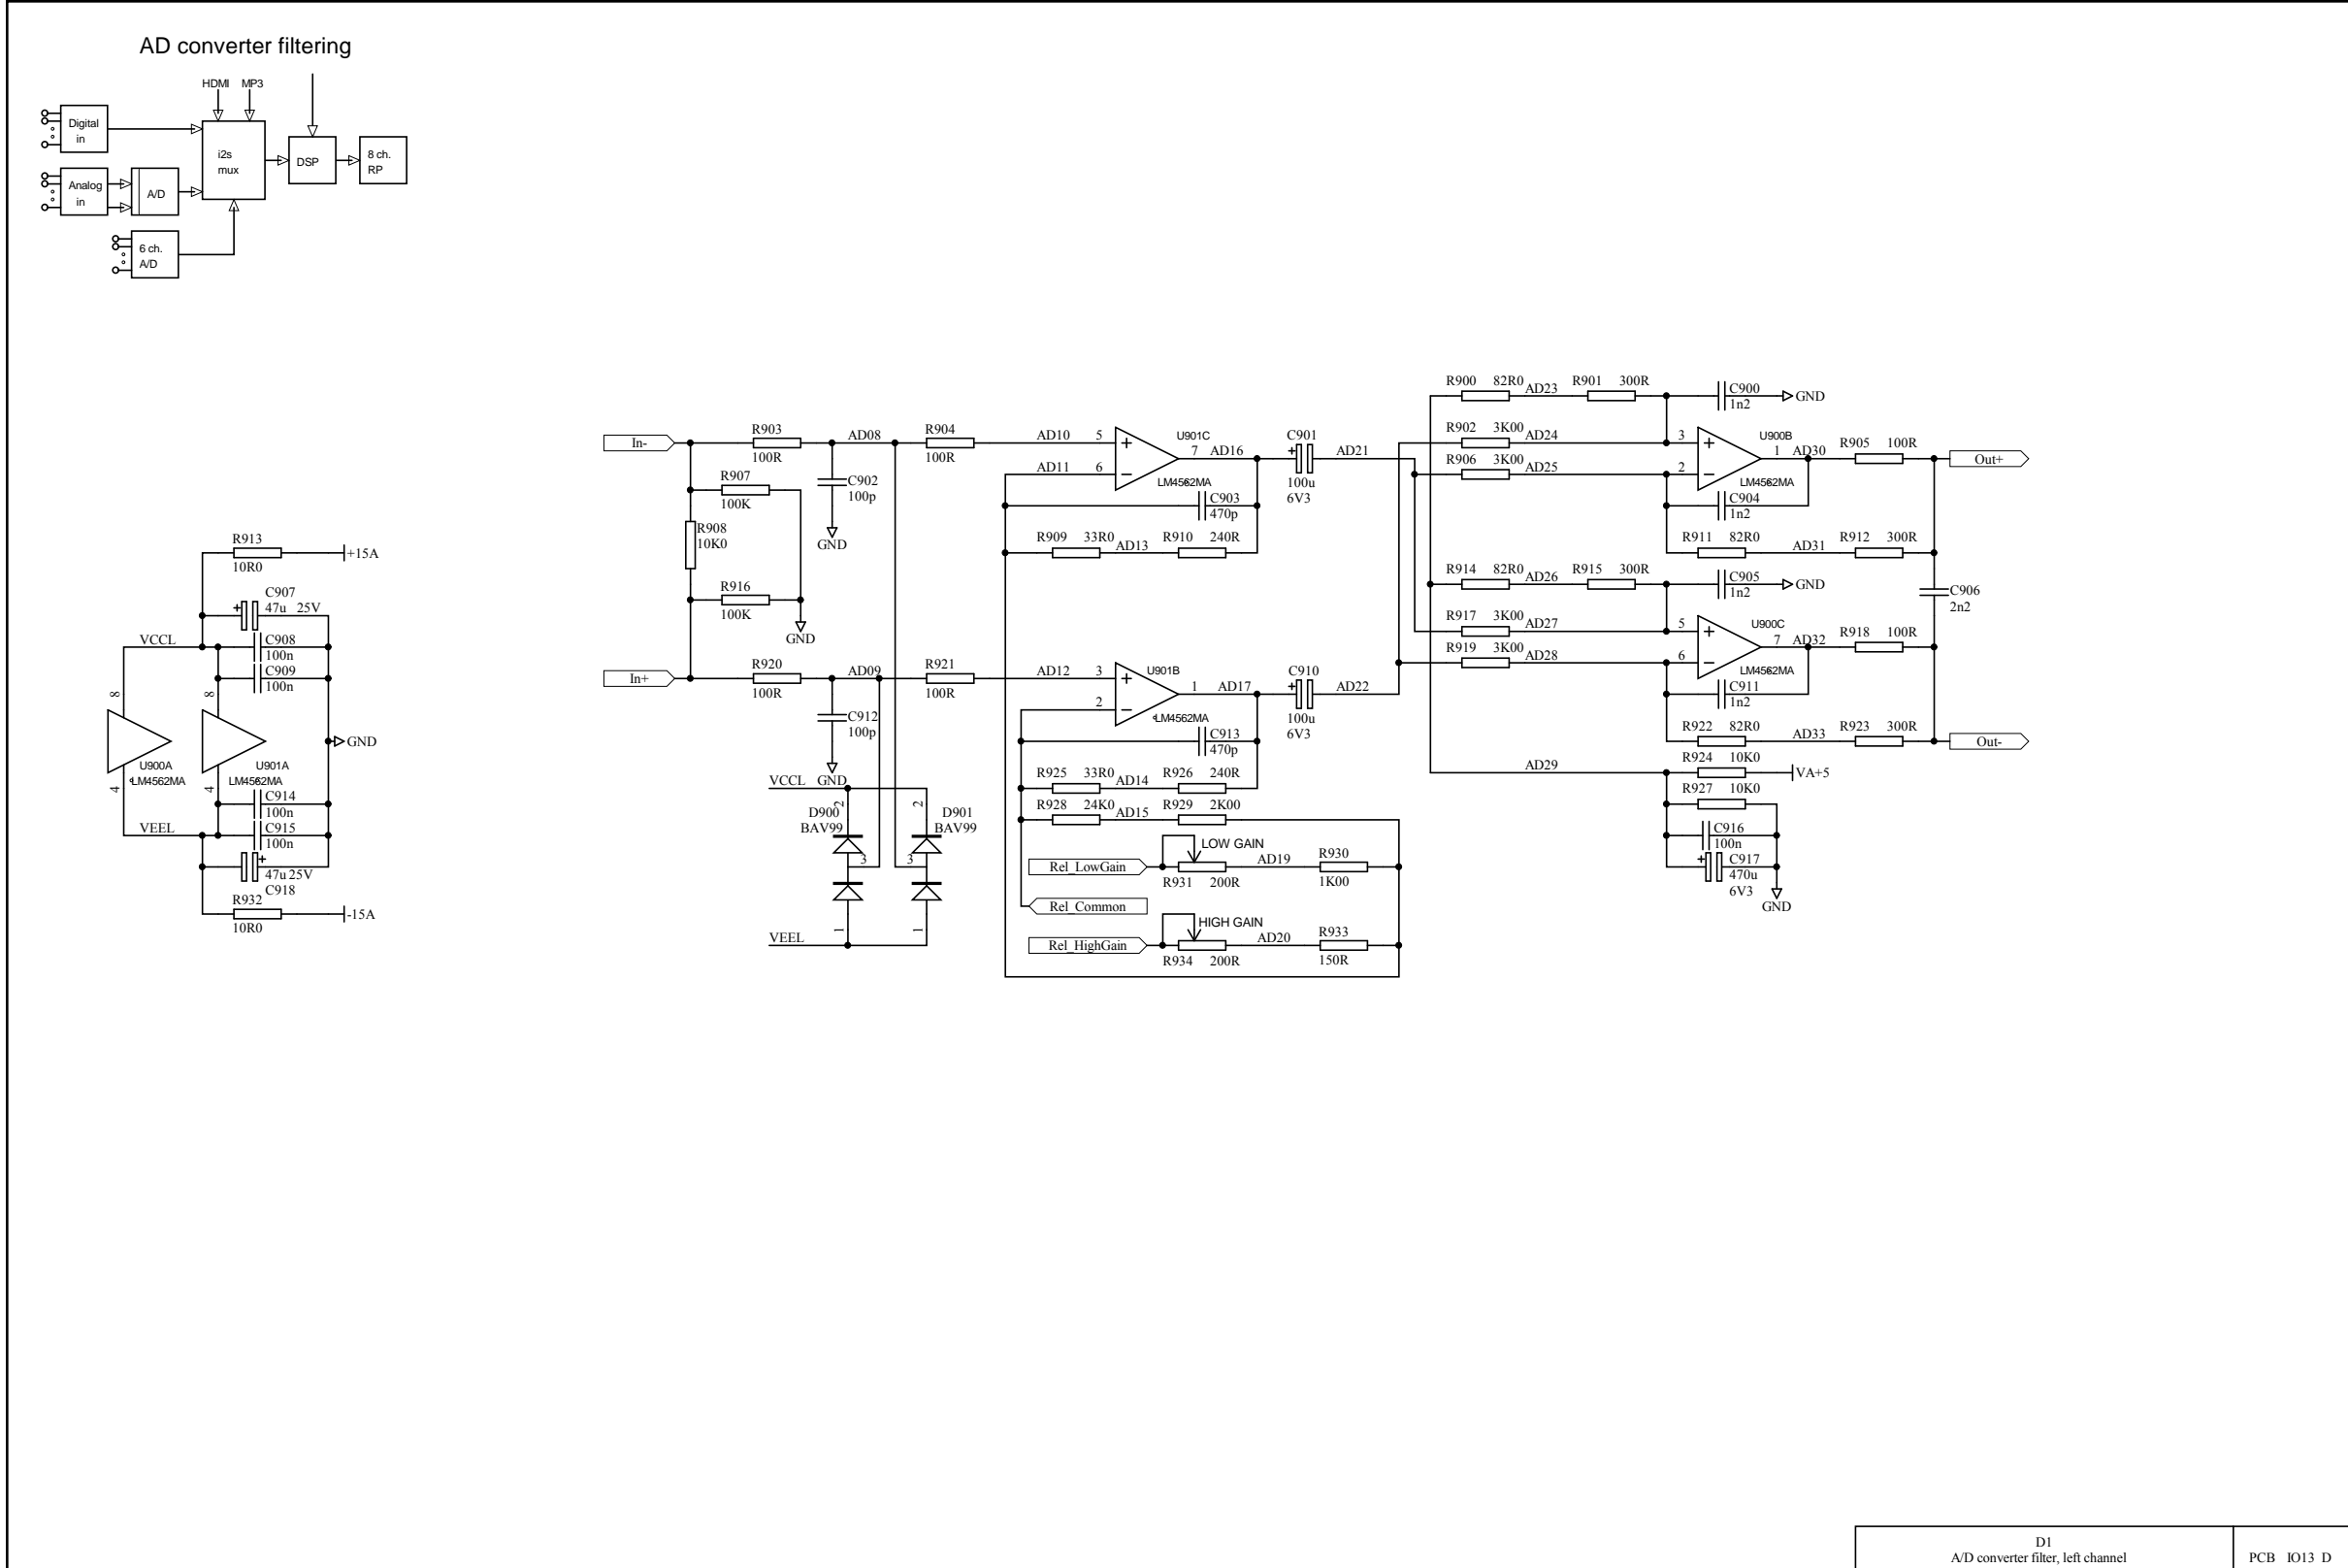 AD converter filtering
HDMI MP3
Digital in
i2s mux
DSP
8 ch. RP
Analog in
A/D
6 ch. A/D
R913
10R0
+15A
C907
47u 25V
VCCL
C908
100n
C909
100n
8
8
GND
U900A
LM4562MA
U901A
LM4562MA
4
4
C914
100n
VEEL
C915
100n
47u 25V
C918
R932
10R0
-15A
In-
R903
100R
AD08
R904
100R
R907
100K
C902
100p
GND
R908
10K0
R916
100K
GND
In+
R920
100R
AD09
R921
100R
C912
100p
GND
VCCL
D900
BAV99
2
3
1
D901
BAV99
2
3
1
VEEL
AD10 5
AD11 6
U901C
7 AD16
LM4562MA
C903
470p
R909 33R0 AD13 R910 240R
C901
100u
6V3
AD21
AD12 3
2
U901B
1 AD17
LM4562MA
C913
470p
C910
100u
6V3
AD22
R925 33R0 AD14 R926 240R
R928 24K0 AD15 R929 2K00
LOW GAIN
Rel_LowGain
R931 200R
AD19
R930
1K00
Rel_Common
HIGH GAIN
Rel_HighGain
R934 200R
AD20
R933
150R
R900 82R0 AD23 R901 300R
C900
1n2
GND
R902 3K00 AD24
3
R906 3K00 AD25
2
U900B
1 AD30
LM4562MA
R905 100R
Out+
C904
1n2
R911 82R0 AD31 R912 300R
R914 82R0 AD26 R915 300R
C905
1n2
GND
C906
2n2
R917 3K00 AD27
5
R919 3K00 AD28
6
U900C
7 AD32
LM4562MA
R918 100R
C911
1n2
R922 82R0 AD33 R923 300R
Out-
AD29
R924 10K0
VA+5
R927 10K0
C916
100n
C917
470u
6V3
GND
D1
A/D converter filter, left channel
PCB IO13_D